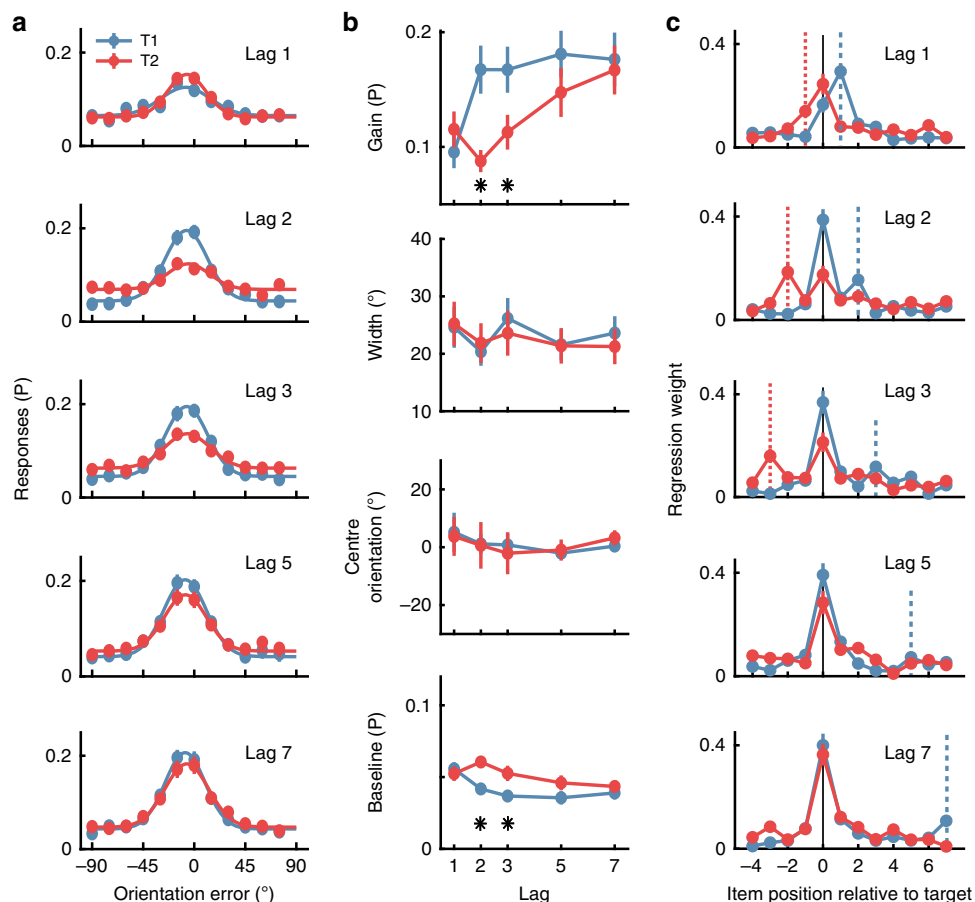 a
T1
T2
Lag 1
0.2
0
Lag 2
0.2
0
Lag 3
0.2
0
Lag 5
0.2
0
Lag 7
0.2
0
−90
−45
0
45
90
Responses (P)
Orientation error (°)
b
0.2
0.1
Gain (P)
40
30
20
10
Width (°)
20
0
−20
Centre
orientation (°)
0.1
0
Baseline (P)
1
2
3
5
7
Lag
c
Lag 1
0.4
0
Lag 2
0.4
0
Lag 3
0.4
0
Lag 5
0.4
0
Lag 7
0.4
0
−4
−2
0
2
4
6
Regression weight
Item position relative to target